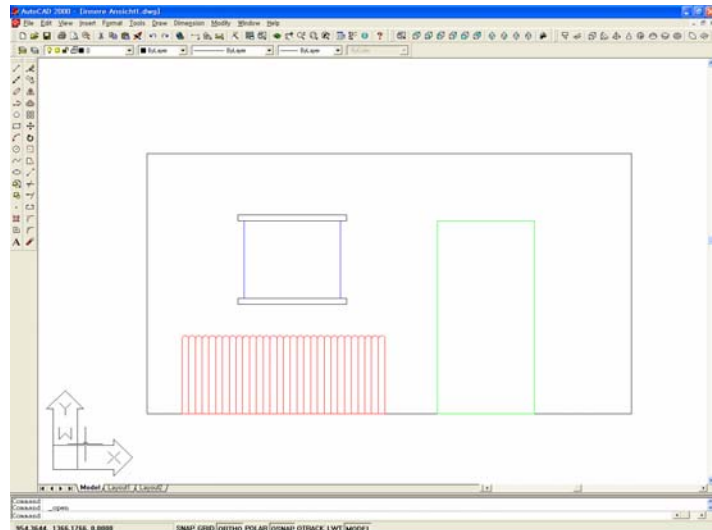 AutoCAD 2000 - [innere Ansicht1.dwg]
File Edit View Insert Format Tools Draw Dimension Modify Window Help
0 ByLayer ByLayer ByLayer
A
Y
W
X
Model Layout1 Layout2
Command:
Command: _open
Command:
SNAP GRID ORTHO POLAR OSNAP OTRACK LWT MODEL